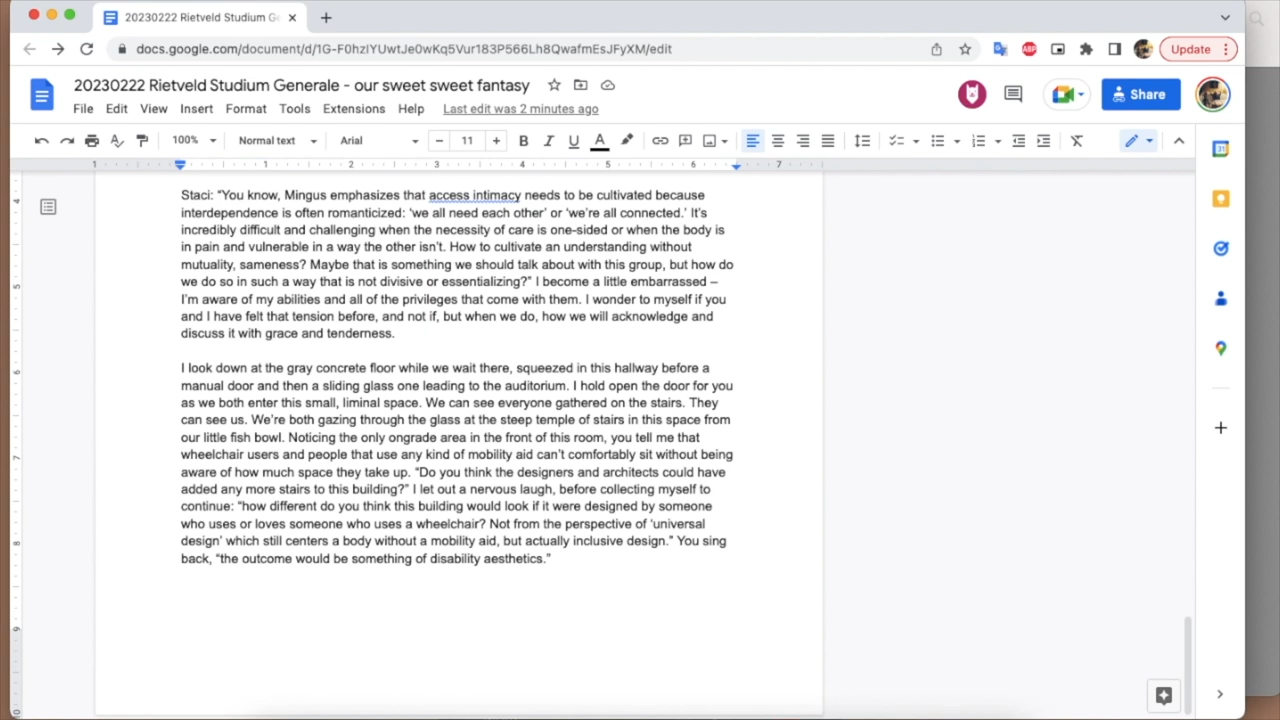 20230222 Rietveld Studium Ge
docs.google.com/document/d/1G-F0hzIYUwtJe0wKq5Vur183P566Lh8QwafmEsJFyXM/edit
ABP
Update
20230222 Rietveld Studium Generale - our sweet sweet fantasy
File Edit View Insert Format Tools Extensions Help Last edit was 2 minutes ago
Share
100% Normal text Arial 11 B I U A
1 1 2 3 4 5 6 7
Staci: “You know, Mingus emphasizes that access intimacy needs to be cultivated because
interdependence is often romanticized: ‘we all need each other’ or ‘we’re all connected.’ It’s
incredibly difficult and challenging when the necessity of care is one-sided or when the body is
in pain and vulnerable in a way the other isn’t. How to cultivate an understanding without
mutuality, sameness? Maybe that is something we should talk about with this group, but how do
we do so in such a way that is not divisive or essentializing?” I become a little embarrassed –
I’m aware of my abilities and all of the privileges that come with them. I wonder to myself if you
and I have felt that tension before, and not if, but when we do, how we will acknowledge and
discuss it with grace and tenderness.
I look down at the gray concrete floor while we wait there, squeezed in this hallway before a
manual door and then a sliding glass one leading to the auditorium. I hold open the door for you
as we both enter this small, liminal space. We can see everyone gathered on the stairs. They
can see us. We’re both gazing through the glass at the steep temple of stairs in this space from
our little fish bowl. Noticing the only ongrade area in the front of this room, you tell me that
wheelchair users and people that use any kind of mobility aid can’t comfortably sit without being
aware of how much space they take up. “Do you think the designers and architects could have
added any more stairs to this building?” I let out a nervous laugh, before collecting myself to
continue: “how different do you think this building would look if it were designed by someone
who uses or loves someone who uses a wheelchair? Not from the perspective of ‘universal
design’ which still centers a body without a mobility aid, but actually inclusive design.” You sing
back, “the outcome would be something of disability aesthetics.”
4
5
6
7
8
9
31